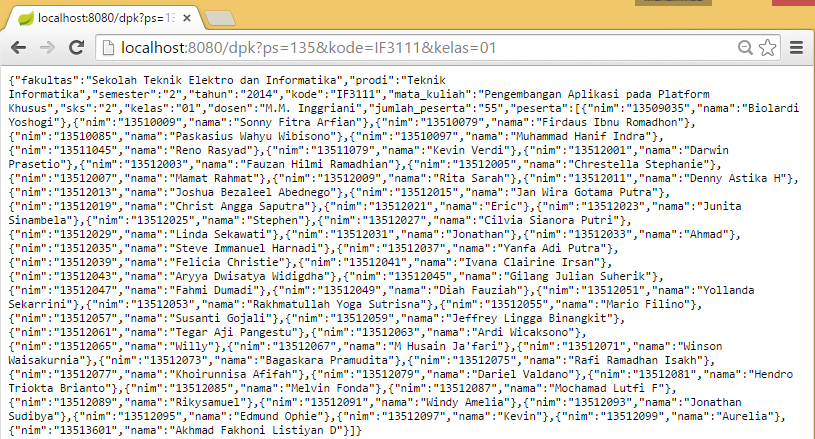 localhost:8080/dpk?ps=13
localhost:8080/dpk?ps=135&kode=IF3111&kelas=01
{"fakultas":"Sekolah Teknik Elektro dan Informatika","prodi":"Teknik
Informatika","semester":"2","tahun":"2014","kode":"IF3111","mata_kuliah":"Pengembangan Aplikasi pada Platform
Khusus","sks":"2","kelas":"01","dosen":"M.M. Inggriani","jumlah_peserta":"55","peserta":[{"nim":"13509035","nama":"Biolardi
Yoshogi"},{"nim":"13510009","nama":"Sonny Fitra Arfian"},{"nim":"13510079","nama":"Firdaus Ibnu Romadhon"},
{"nim":"13510085","nama":"Paskasius Wahyu Wibisono"},{"nim":"13510097","nama":"Muhammad Hanif Indra"},
{"nim":"13511045","nama":"Reno Rasyad"},{"nim":"13511079","nama":"Kevin Verdi"},{"nim":"13512001","nama":"Darwin
Prasetio"},{"nim":"13512003","nama":"Fauzan Hilmi Ramadhian"},{"nim":"13512005","nama":"Chrestella Stephanie"},
{"nim":"13512007","nama":"Mamat Rahmat"},{"nim":"13512009","nama":"Rita Sarah"},{"nim":"13512011","nama":"Denny Astika H"},
{"nim":"13512013","nama":"Joshua Bezaleel Abednego"},{"nim":"13512015","nama":"Jan Wira Gotama Putra"},
{"nim":"13512019","nama":"Christ Angga Saputra"},{"nim":"13512021","nama":"Eric"},{"nim":"13512023","nama":"Junita
Sinambela"},{"nim":"13512025","nama":"Stephen"},{"nim":"13512027","nama":"Cilvia Sianora Putri"},
{"nim":"13512029","nama":"Linda Sekawati"},{"nim":"13512031","nama":"Jonathan"},{"nim":"13512033","nama":"Ahmad"},
{"nim":"13512035","nama":"Steve Immanuel Harnadi"},{"nim":"13512037","nama":"Yanfa Adi Putra"},
{"nim":"13512039","nama":"Felicia Christie"},{"nim":"13512041","nama":"Ivana Clairine Irsan"},
{"nim":"13512043","nama":"Aryya Dwisatya Widigdha"},{"nim":"13512045","nama":"Gilang Julian Suherik"},
{"nim":"13512047","nama":"Fahmi Dumadi"},{"nim":"13512049","nama":"Diah Fauziah"},{"nim":"13512051","nama":"Yollanda
Sekarrini"},{"nim":"13512053","nama":"Rakhmatullah Yoga Sutrisna"},{"nim":"13512055","nama":"Mario Filino"},
{"nim":"13512057","nama":"Susanti Gojali"},{"nim":"13512059","nama":"Jeffrey Lingga Binangkit"},
{"nim":"13512061","nama":"Tegar Aji Pangestu"},{"nim":"13512063","nama":"Ardi Wicaksono"},
{"nim":"13512065","nama":"Willy"},{"nim":"13512067","nama":"M Husain Ja'fari"},{"nim":"13512071","nama":"Winson
Waisakurnia"},{"nim":"13512073","nama":"Bagaskara Pramudita"},{"nim":"13512075","nama":"Rafi Ramadhan Isakh"},
{"nim":"13512077","nama":"Khoirunnisa Afifah"},{"nim":"13512079","nama":"Dariel Valdano"},{"nim":"13512081","nama":"Hendro
Triokta Brianto"},{"nim":"13512085","nama":"Melvin Fonda"},{"nim":"13512087","nama":"Mochamad Lutfi F"},
{"nim":"13512089","nama":"Rikysamuel"},{"nim":"13512091","nama":"Windy Amelia"},{"nim":"13512093","nama":"Jonathan
Sudibya"},{"nim":"13512095","nama":"Edmund Ophie"},{"nim":"13512097","nama":"Kevin"},{"nim":"13512099","nama":"Aurelia"},
{"nim":"13513601","nama":"Akhmad Fakhoni Listiyan D"}]}